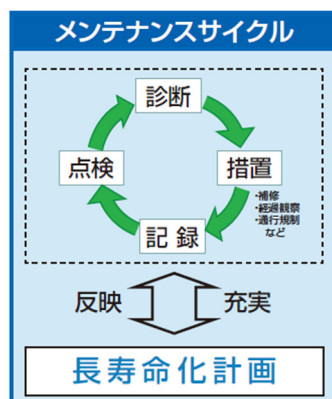 メンテナンスサイクル
診断
点検
措置
・補修
・経過観察
・通行規制
など
記録
反映
充実
長寿命化計画